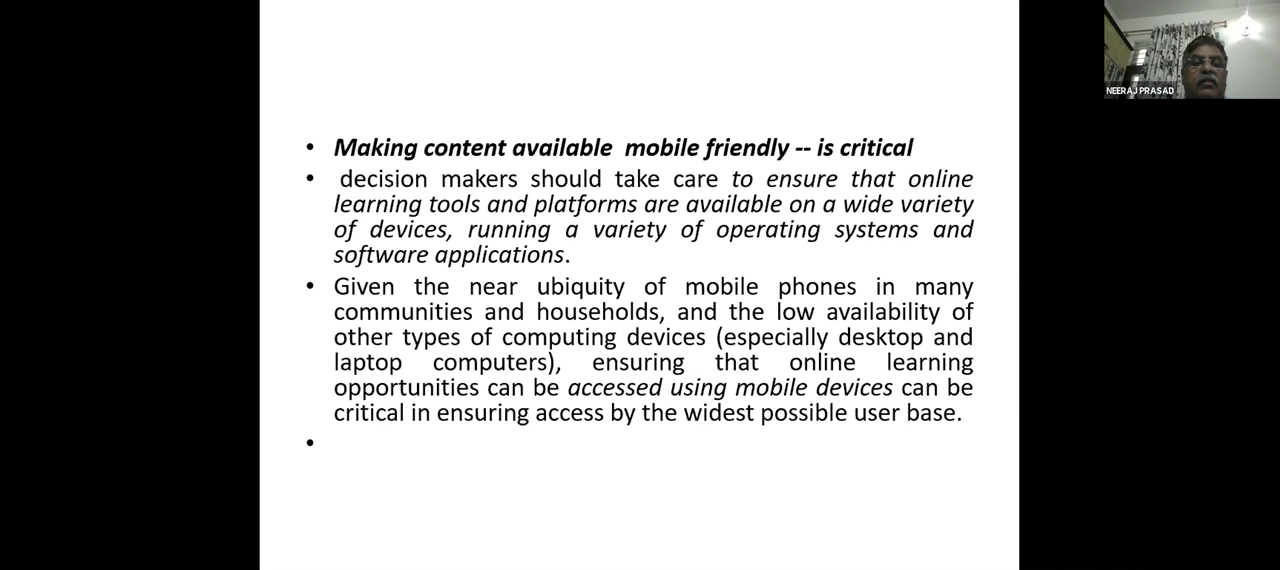 • Making content available  mobile friendly -- is critical
• decision makers should take care to ensure that online
learning tools and platforms are available on a wide variety
of devices, running a variety of operating systems and
software applications.
• Given the near ubiquity of mobile phones in many
communities and households, and the low availability of
other types of computing devices (especially desktop and
laptop computers), ensuring that online learning
opportunities can be accessed using mobile devices can be
critical in ensuring access by the widest possible user base.
•
NEERAJ PRASAD